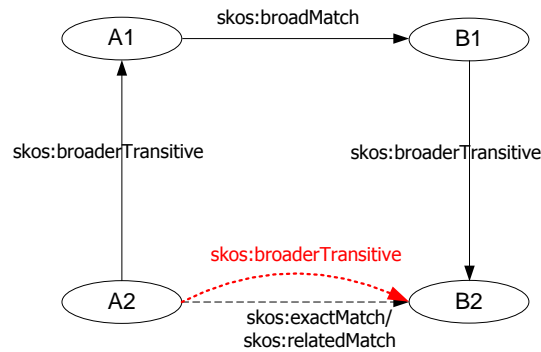 skos:broadMatch
A1
B1
skos:broaderTransitive
skos:broaderTransitive
skos:broaderTransitive
A2
B2
skos:exactMatch/
skos:relatedMatch